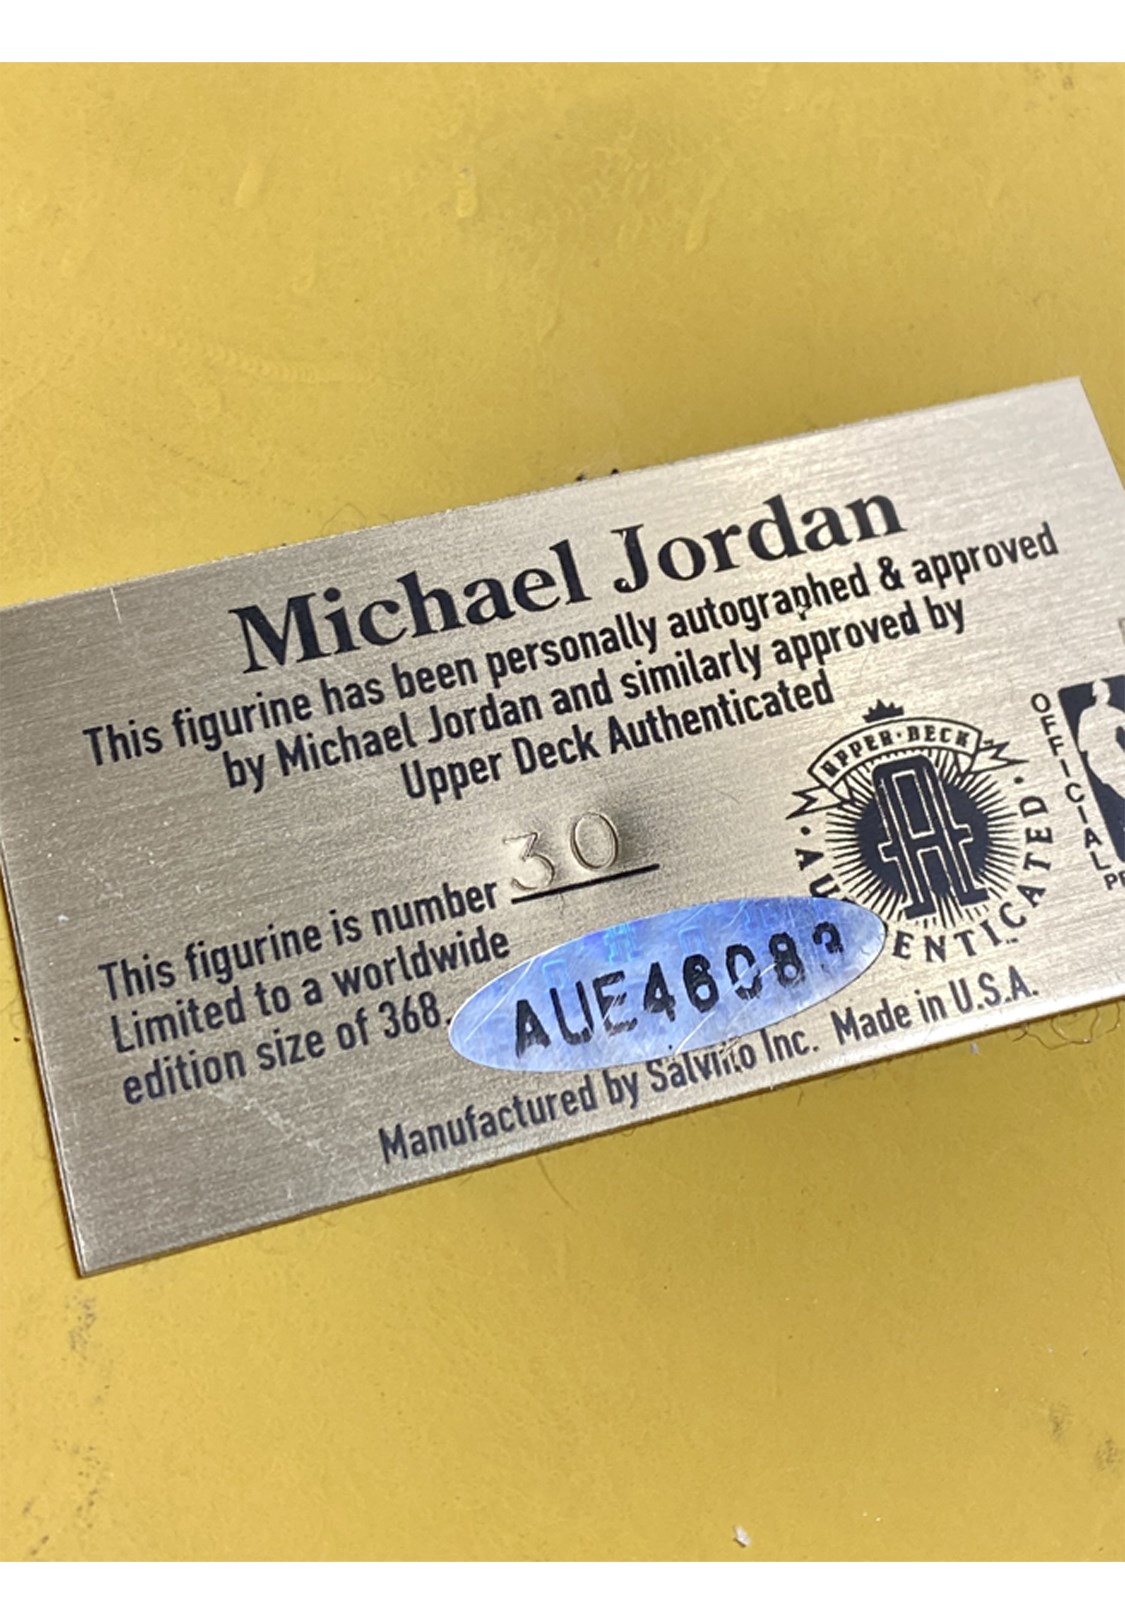 Michael Jordan
This figurine has been personally autographed & approved
by Michael Jordan and similarly approved by
Upper Deck Authenticated
This figurine is number 30
Limited to a worldwide
edition size of 368.
UPPER·DECK
OFFICIAL
Manufactured by Salvino Inc. Made in U.S.A.